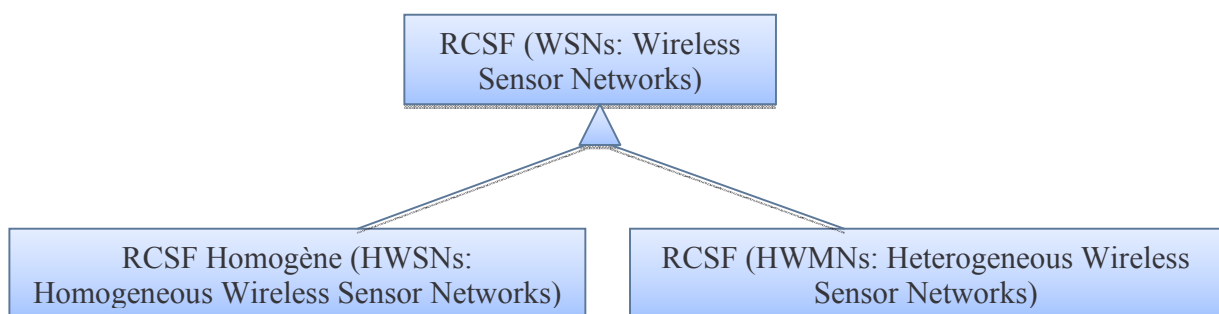 RCSF (WSNs: Wireless
Sensor Networks)
RCSF Homogène (HWSNs:
Homogeneous Wireless Sensor Networks)
RCSF (HWMNs: Heterogeneous Wireless
Sensor Networks)